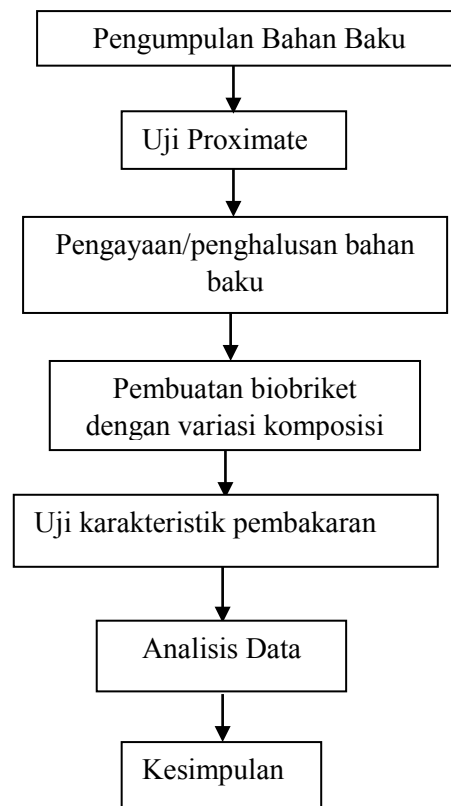 Pengumpulan Bahan Baku
Uji Proximate
Pengayaan/penghalusan bahan
baku
Pembuatan biobriket
dengan variasi komposisi
Uji karakteristik pembakaran
Analisis Data
Kesimpulan